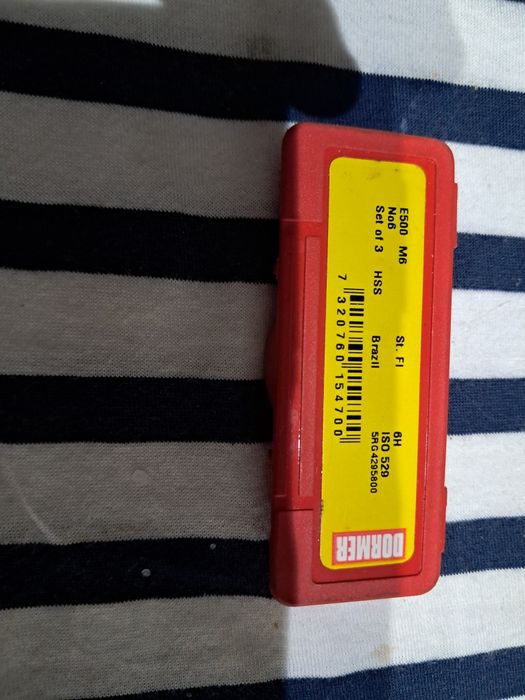 E500 M6 St. Fl 6H
No6 ISO 529
Set of 3 HSS Brazil 5RG4295800
7 320760 154700
DORMER